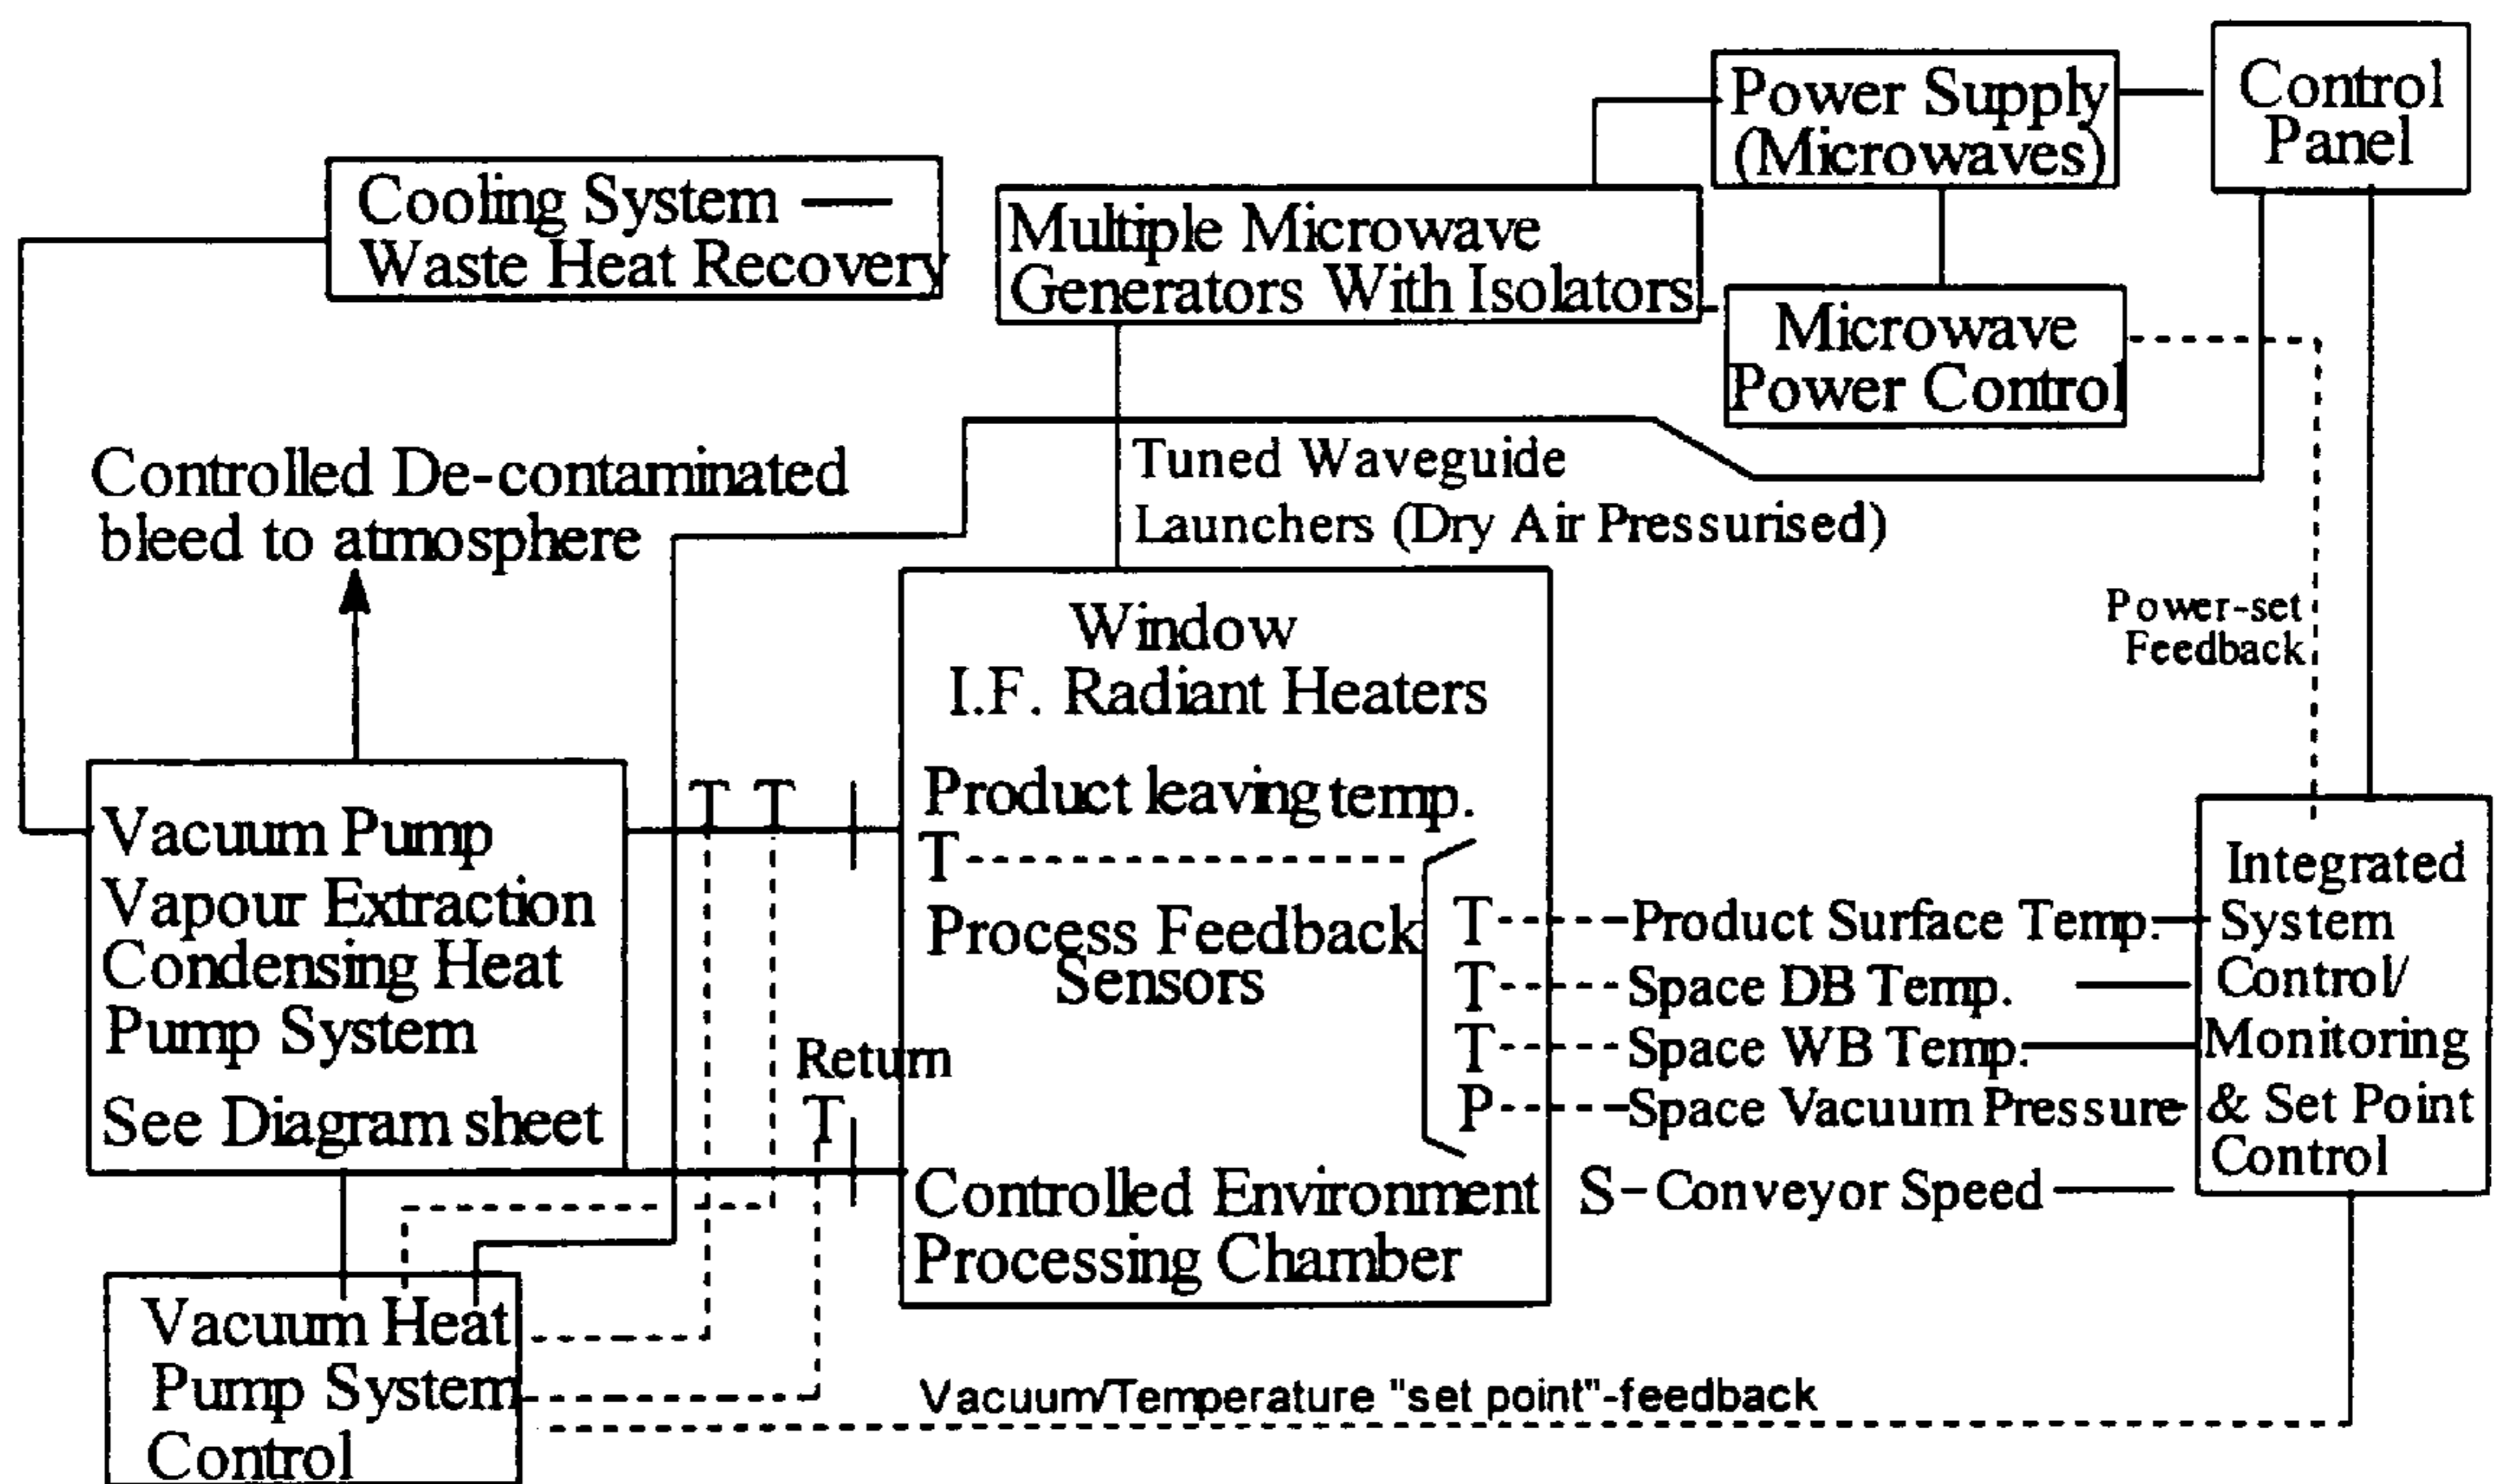 Power Supply
(Microwaves)
Control
Panel
Cooling System —
Waste Heat Recovery
Multiple Microwave
Generators With Isolators
Microwave
Power Control
Tuned Waveguide
Launchers (Dry Air Pressurised)
Controlled De-contaminated
bleed to atmosphere
Power-set
Feedback
Window
I.F. Radiant Heaters
Product leaving temp.
T
Process Feedback
Sensors
Controlled Environment
Processing Chamber
T T
Vacuum Pump
Vapour Extraction
Condensing Heat
Pump System
See Diagram sheet
Return
T
T Product Surface Temp.
T Space DB Temp.
T Space WB Temp.
P Space Vacuum Pressure
S-Conveyor Speed
Integrated
System
Control/
Monitoring
& Set Point
Control
Vacuum Heat
Pump System
Control
Vacuum/Temperature "set point"-feedback